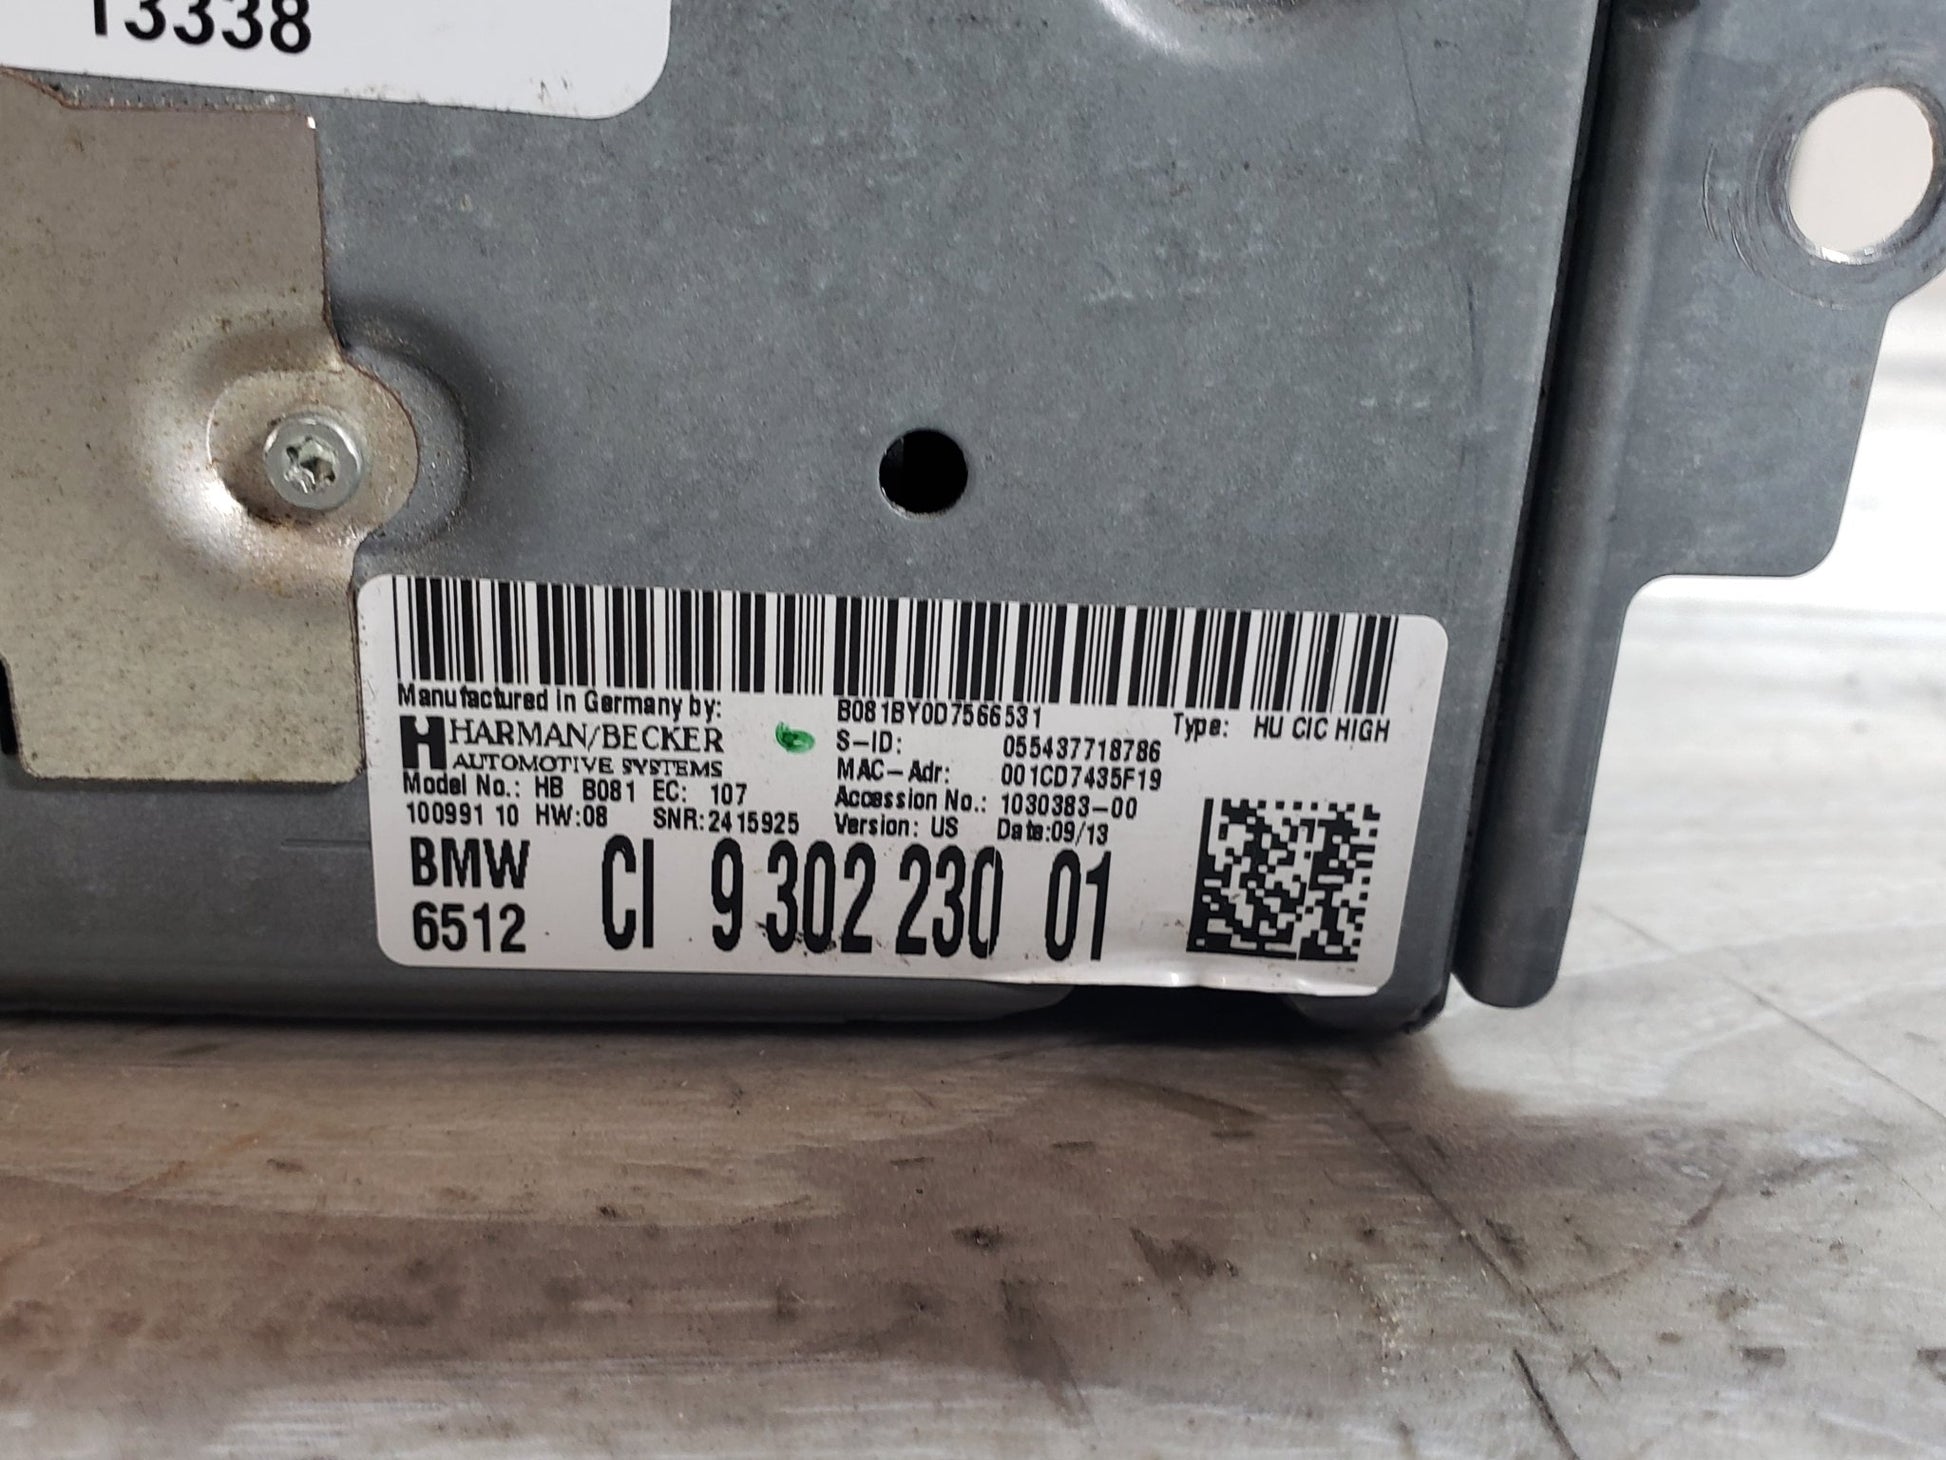 13338
Manufactured in Germany by:
HARMAN/BECKER
AUTOMOTIVE SYSTEMS
Model No.: HB B081 EC: 107
100991 10 HW:08 SNR:2415925
B081BY0D7566531
Type: HU CIC HIGH
S-ID: 055437718786
MAC-Adr: 001CD7435F19
Accession No.: 1030383-00
Version: US Date:09/13
BMW CI 9 302 230 01
6512